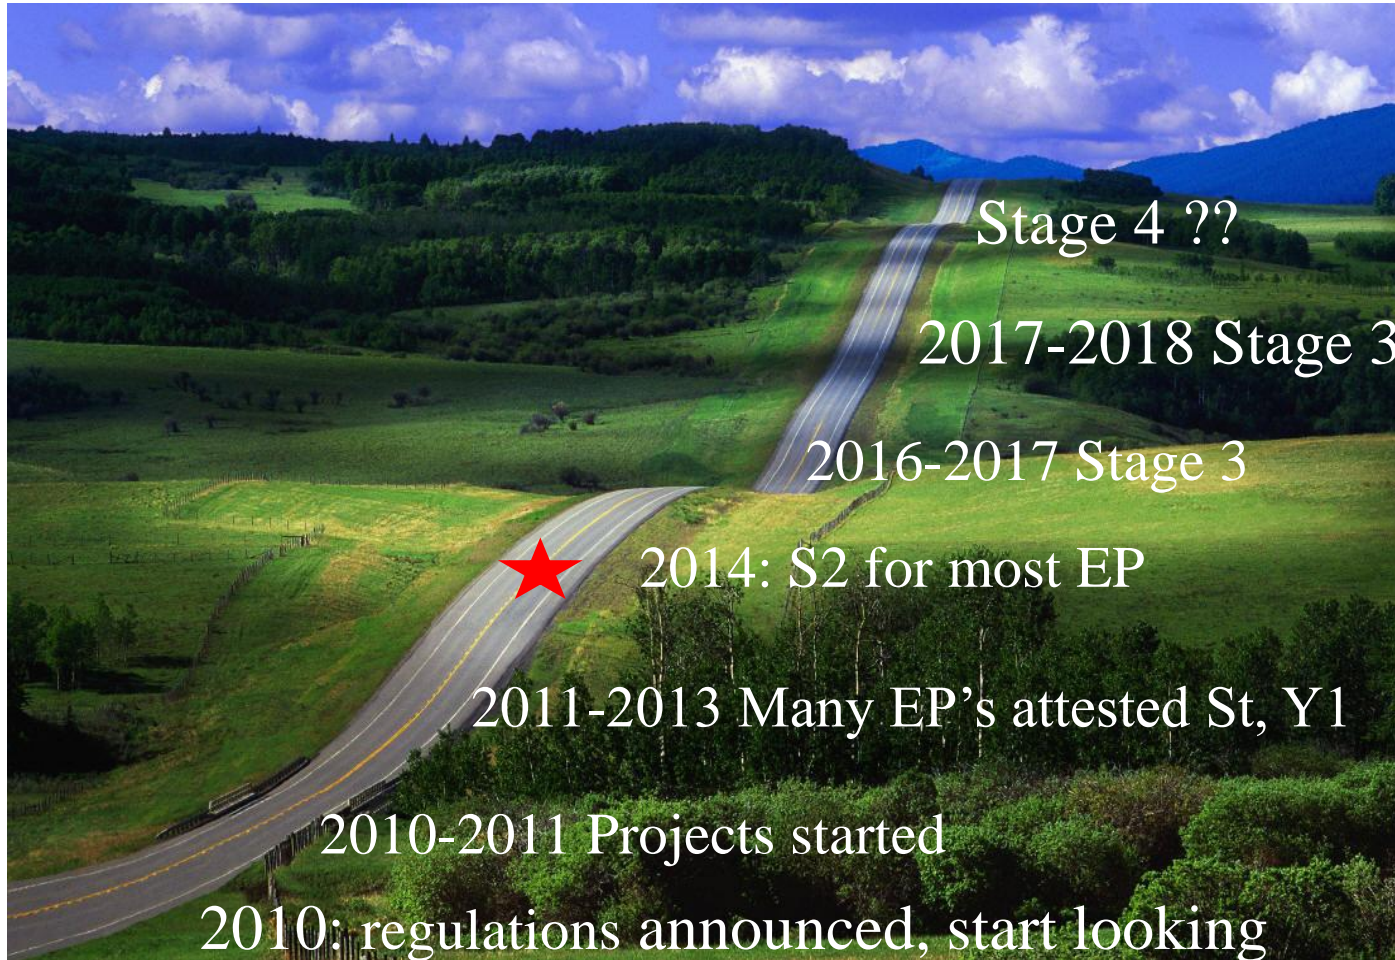 Stage 4 ??
2017-2018 Stage 3
2016-2017 Stage 3
2014: S2 for most EP
2011-2013 Many EP’s attested St, Y1
2010-2011 Projects started
2010: regulations announced, start looking